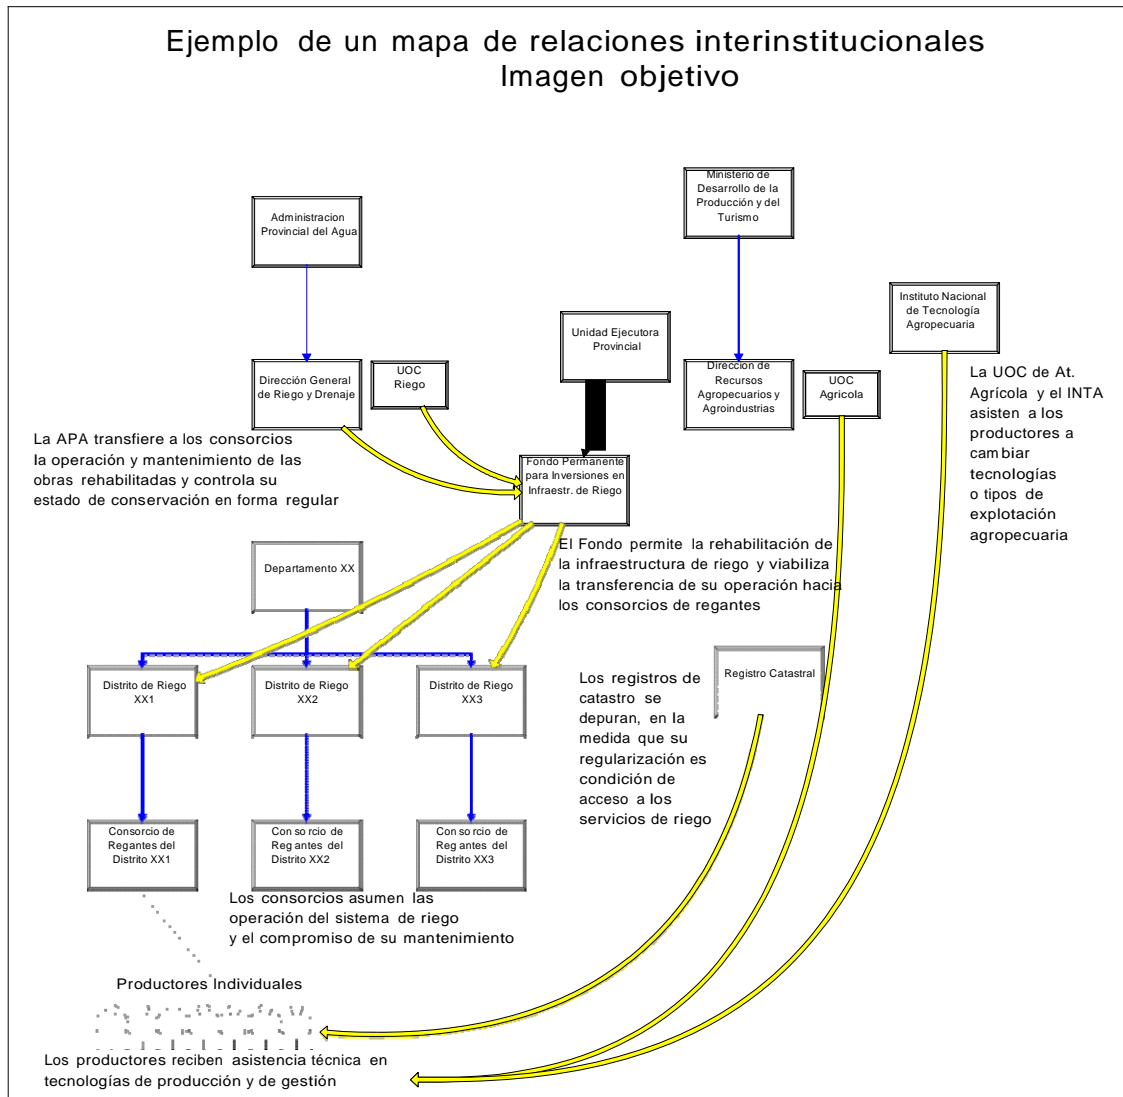 Ejemplo de un mapa de relaciones interinstitucionales
Imagen objetivo
Ministerio de
Desarrollo de la
Producción y del
Turismo
Administracion
Provincial del Agua
Instituto Nacional
de Tecnología
Agropecuaria
Unidad Ejecutora
Provincial
Dirección General
de Riego y Drenaje
UOC
Riego
Direccion de
Recursos
Agropecuarios y
Agroindustrias
UOC
Agricola
La UOC de At.
Agrícola y el INTA
asisten a los
productores a
cambiar
tecnologías
o tipos de
explotación
agropecuaria
La APA transfiere a los consorcios
la operación y mantenimiento de las
obras rehabilitadas y controla su
estado de conservación en forma regular
Fondo Permanente
para Inversiones en
Infraestr. de Riego
El Fondo permite la rehabilitación de
la infraestructura de riego y viabiliza
la transferencia de su operación hacia
los consorcios de regantes
Departamento XX
Distrito de Riego
XX1
Distrito de Riego
XX2
Distrito de Riego
XX3
Registro Catastral
Los registros de
catastro se
depuran, en la
medida que su
regularización es
condición de
acceso a los
servicios de riego
Consorcio de
Regantes del
Distrito XX1
Consorcio de
Regantes del
Distrito XX2
Consorcio de
Regantes del
Distrito XX3
Los consorcios asumen las
operación del sistema de riego
y el compromiso de su mantenimiento
Productores Individuales
Los productores reciben asistencia técnica en
tecnologías de producción y de gestión